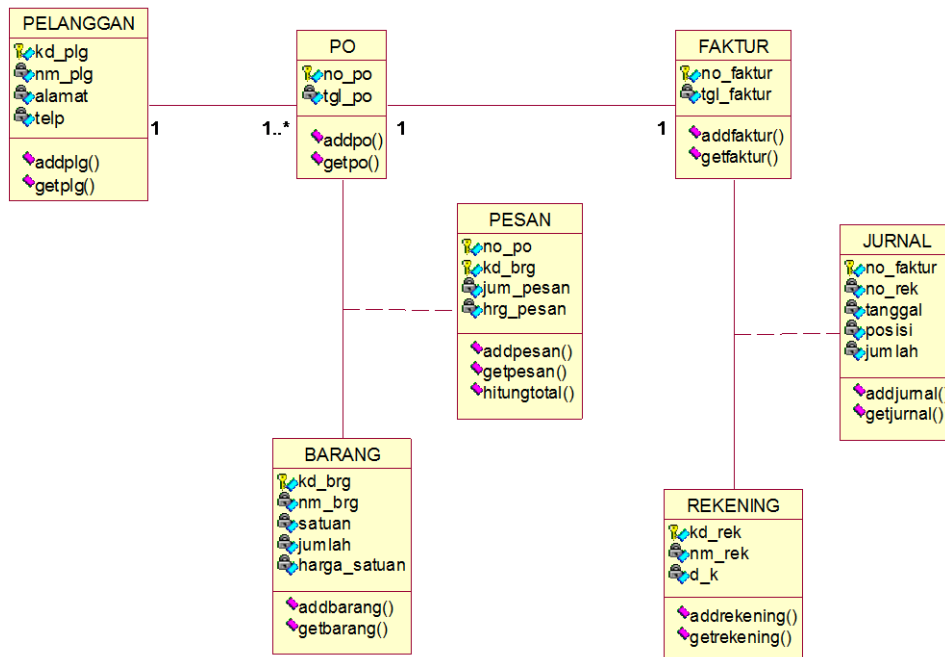 PELANGGAN
kd_plg
nm_plg
alamat
telp
addplg()
getplg()
1
1..*
PO
no_po
tgl_po
addpo()
getpo()
1
1
FAKTUR
no_faktur
tgl_faktur
addfaktur()
getfaktur()
PESAN
no_po
kd_brg
jum_pesan
hrg_pesan
addpesan()
getpesan()
hitungtotal()
JURNAL
no_faktur
no_rek
tanggal
posisi
jumlah
addjurnal()
getjurnal()
BARANG
kd_brg
nm_brg
satuan
jumlah
harga_satuan
addbarang()
getbarang()
REKENING
kd_rek
nm_rek
d_k
addrekening()
getrekening()